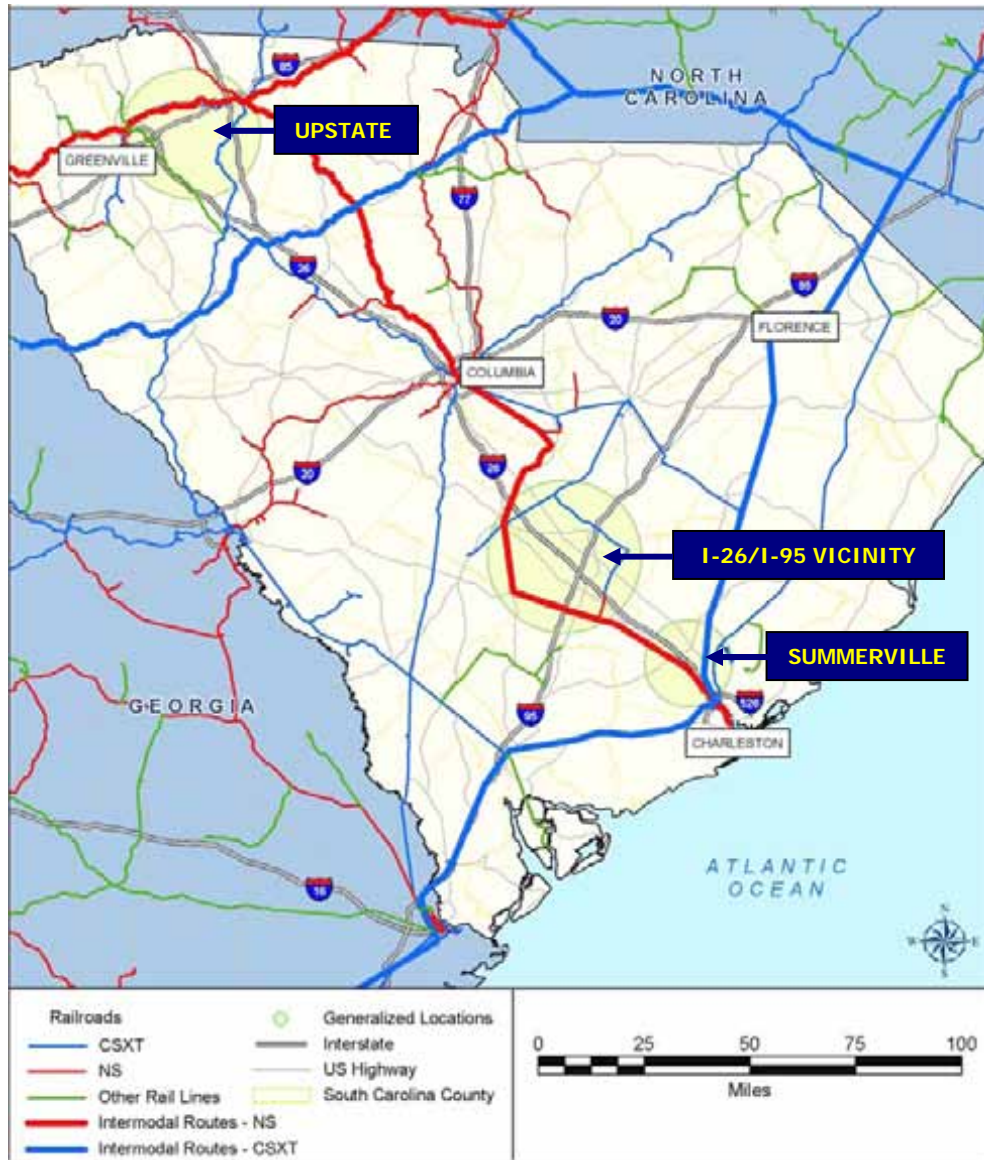 NORTH
CAROLINA
85
UPSTATE
GREENVILLE
77
26
95
20
FLORENCE
COLUMBIA
20
26
I-26/I-95 VICINITY
SUMMERVILLE
GEORGIA
95
526
CHARLESTON
ATLANTIC
OCEAN
16
N
W
E
S
Railroads
CSXT
NS
Other Rail Lines
Intermodal Routes - NS
Intermodal Routes - CSXT
Generalized Locations
Interstate
US Highway
South Carolina County
0 25 50 75 100
Miles